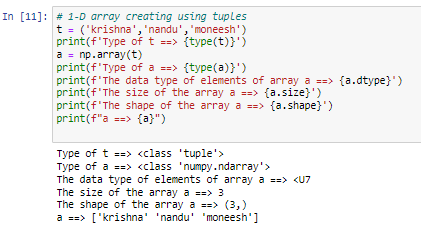 In [11]: # 1-D array creating using tuples
t = ('krishna','nandu','moneesh')
print(f'Type of t ==> {type(t)}')
a = np.array(t)
print(f'Type of a ==> {type(a)}')
print(f'The data type of elements of array a ==> {a.dtype}')
print(f'The size of the array a ==> {a.size}')
print(f'The shape of the array a ==> {a.shape}')
print(f"a ==> {a}")
Type of t ==> <class 'tuple'>
Type of a ==> <class 'numpy.ndarray'>
The data type of elements of array a ==> <U7
The size of the array a ==> 3
The shape of the array a ==> (3,)
a ==> ['krishna' 'nandu' 'moneesh']